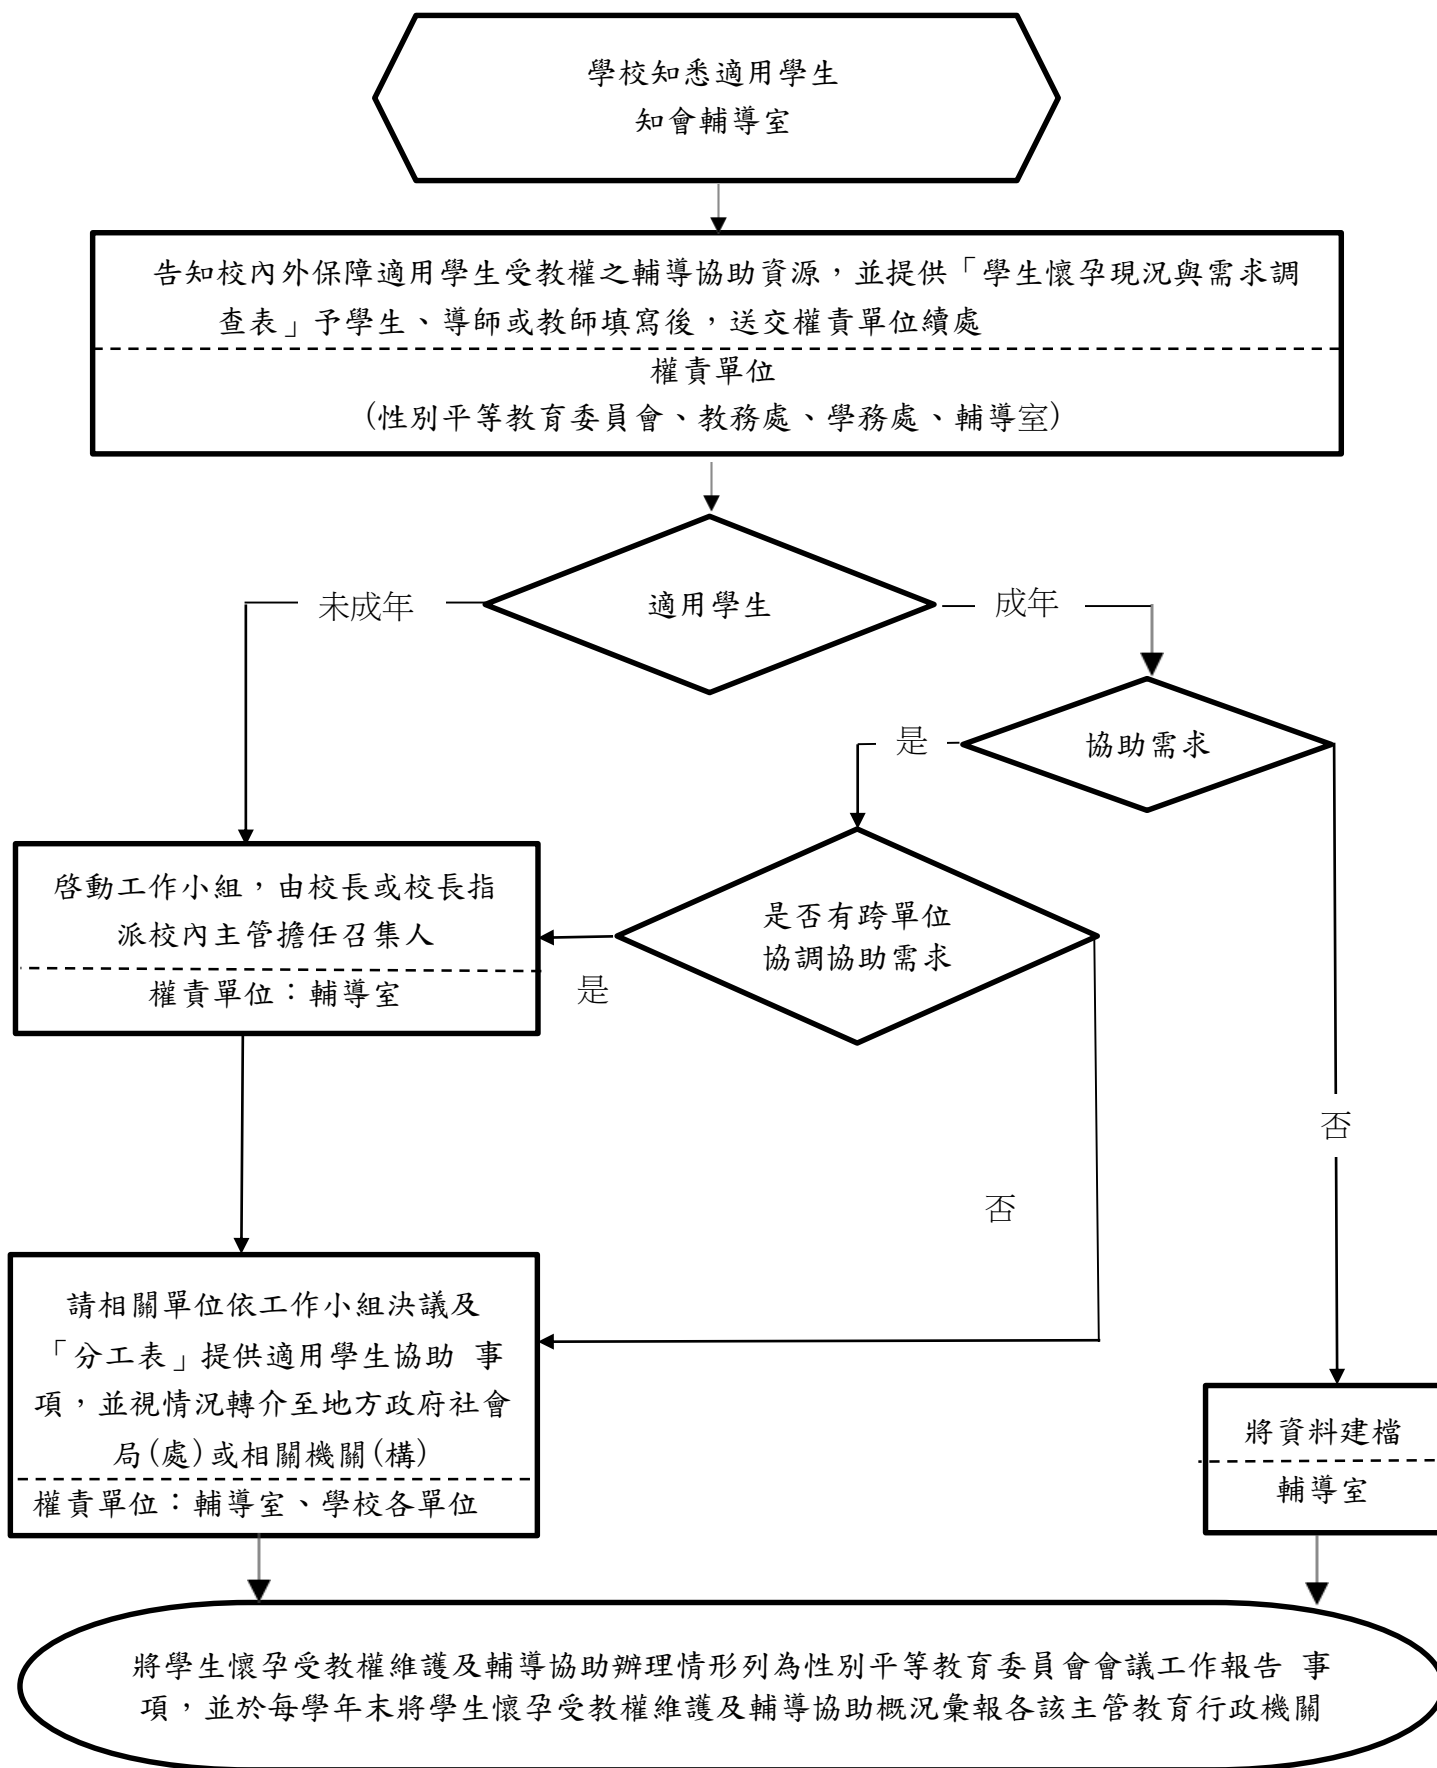 學校知悉適用學生
知會輔導室
告知校內外保障適用學生受教權之輔導協助資源，並提供「學生懷孕現況與需求調
查表」予學生、導師或教師填寫後，送交權責單位續處
權責單位
(性別平等教育委員會、教務處、學務處、輔導室)
適用學生
未成年
成年
協助需求
是
是否有跨單位
協調協助需求
啓動工作小組，由校長或校長指
派校內主管擔任召集人
權責單位：輔導室
是
否
否
請相關單位依工作小組決議及
「分工表」提供適用學生協助 事
項，並視情況轉介至地方政府社會
局(處)或相關機關(構)
權責單位：輔導室、學校各單位
將資料建檔
輔導室
將學生懷孕受教權維護及輔導協助辦理情形列為性別平等教育委員會會議工作報告 事
項，並於每學年末將學生懷孕受教權維護及輔導協助概況彙報各該主管教育行政機關